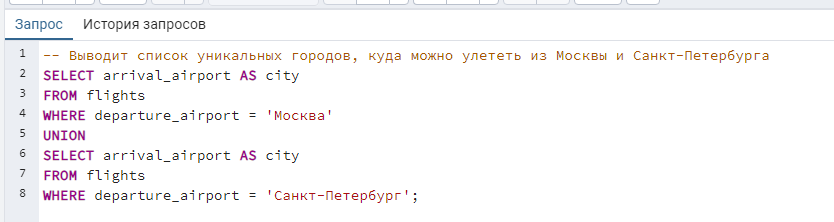 Запрос История запросов
1 -- Выводит список уникальных городов, куда можно улететь из Москвы и Санкт-Петербурга
2 SELECT arrival_airport AS city
3 FROM flights
4 WHERE departure_airport = 'Москва'
5 UNION
6 SELECT arrival_airport AS city
7 FROM flights
8 WHERE departure_airport = 'Санкт-Петербург';